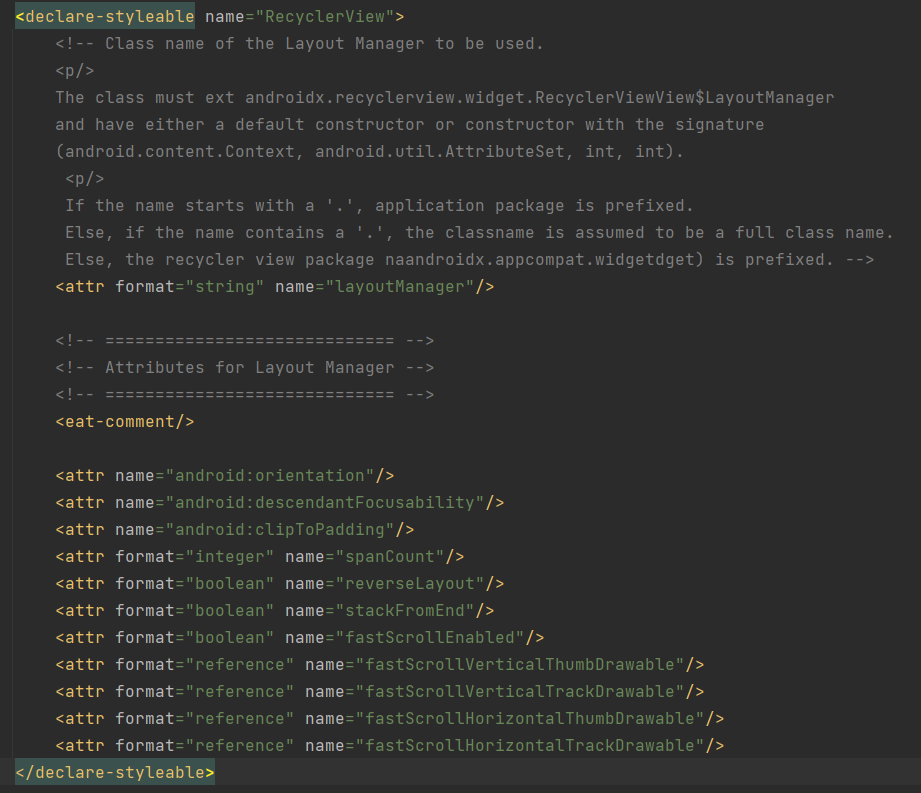 <declare-styleable name="RecyclerView">
<!-- Class name of the Layout Manager to be used.
<p/>
The class must ext androidx.recyclerview.widget.RecyclerViewView$LayoutManager
and have either a default constructor or constructor with the signature
(android.content.Context, android.util.AttributeSet, int, int).
<p/>
If the name starts with a '.', application package is prefixed.
Else, if the name contains a '.', the classname is assumed to be a full class name.
Else, the recycler view package naandroidx.appcompat.widgetdget) is prefixed. -->
<attr format="string" name="layoutManager"/>
<!-- ============================= -->
<!-- Attributes for Layout Manager -->
<!-- ============================= -->
<eat-comment/>
<attr name="android:orientation"/>
<attr name="android:descendantFocusability"/>
<attr name="android:clipToPadding"/>
<attr format="integer" name="spanCount"/>
<attr format="boolean" name="reverseLayout"/>
<attr format="boolean" name="stackFromEnd"/>
<attr format="boolean" name="fastScrollEnabled"/>
<attr format="reference" name="fastScrollVerticalThumbDrawable"/>
<attr format="reference" name="fastScrollVerticalTrackDrawable"/>
<attr format="reference" name="fastScrollHorizontalThumbDrawable"/>
<attr format="reference" name="fastScrollHorizontalTrackDrawable"/>
</declare-styleable>